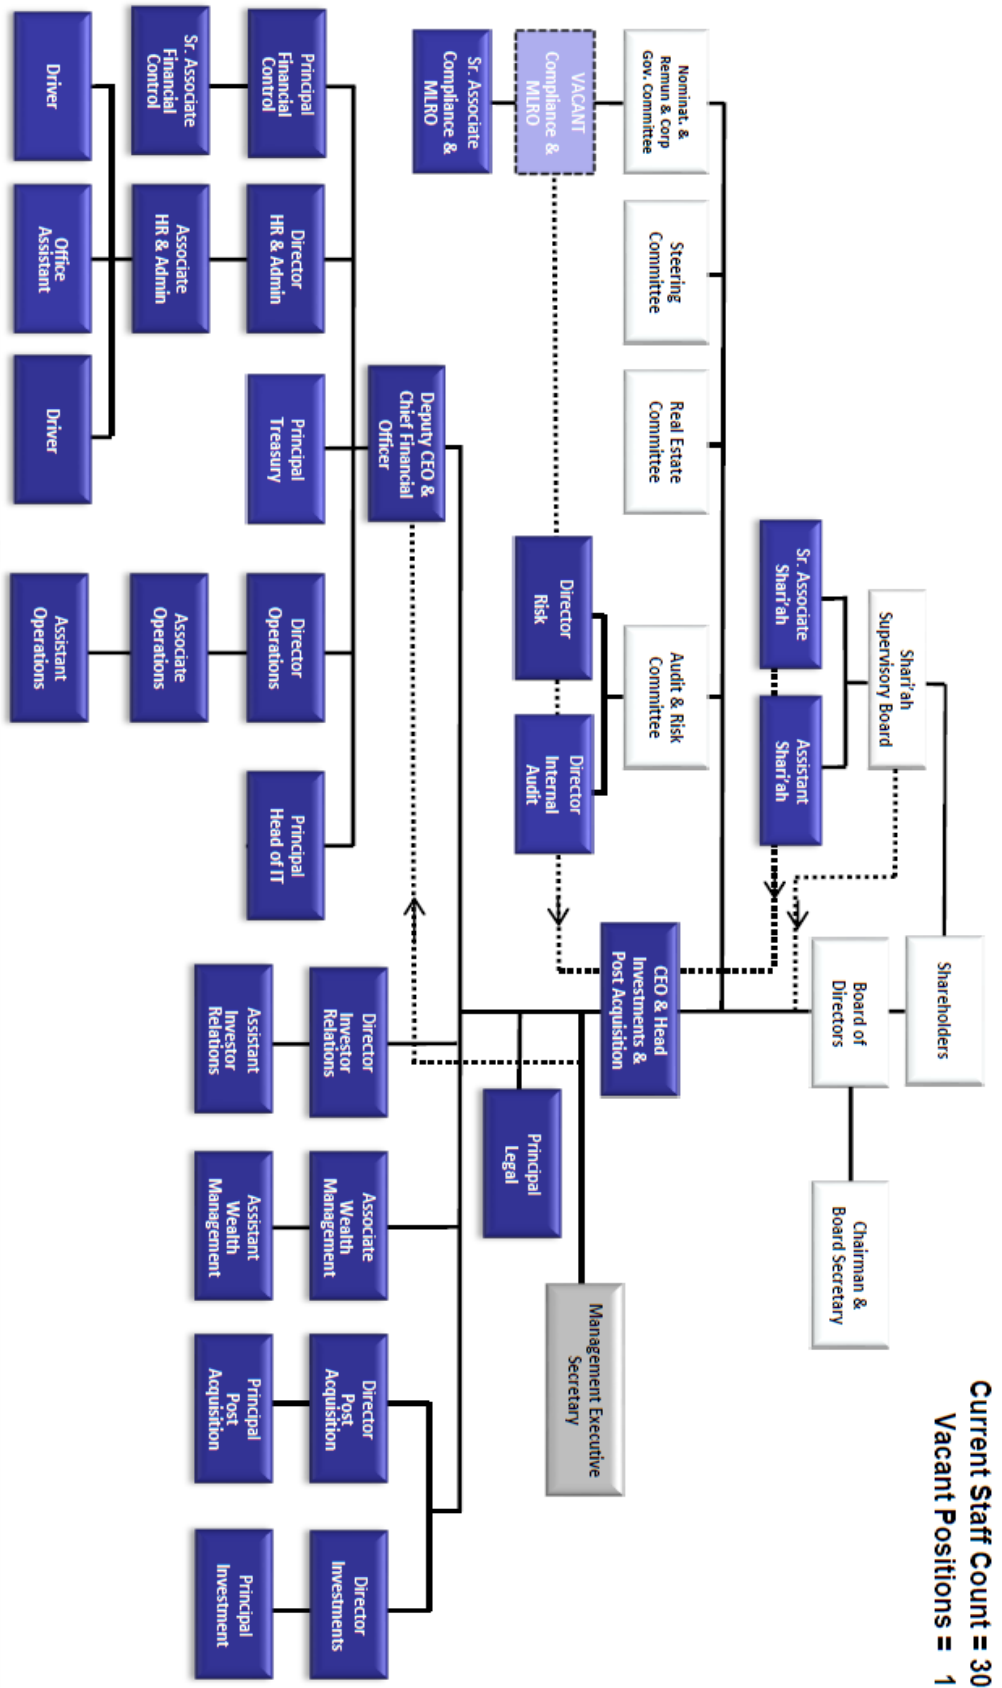 Current Staff Count = 30
Vacant Positions = 1
Shareholders
Shari'ah
Supervisory Board
Board of
Directors
Chairman &
Board Secretary
Sr. Associate
Shari'ah
Assistant
Shari'ah
Nominat. &
Remun & Corp
Gov. Committee
Steering
Committee
Real Estate
Committee
Audit & Risk
Committee
VACANT
Compliance &
MLRO
Director
Risk
Director
Internal
Audit
CEO & Head
Investments &
Post Acquisition
Management Executive
Secretary
Sr. Associate
Compliance &
MLRO
Principal
Legal
Deputy CEO &
Chief Financial
Officer
Principal
Financial
Control
Director
HR & Admin
Principal
Treasury
Director
Operations
Principal
Head of IT
Director
Investor
Relations
Associate
Wealth
Management
Director
Post
Acquisition
Director
Investments
Sr. Associate
Financial
Control
Associate
HR & Admin
Associate
Operations
Assistant
Investor
Relations
Assistant
Wealth
Management
Principal
Post
Acquisition
Principal
Investment
Driver
Office
Assistant
Driver
Assistant
Operations